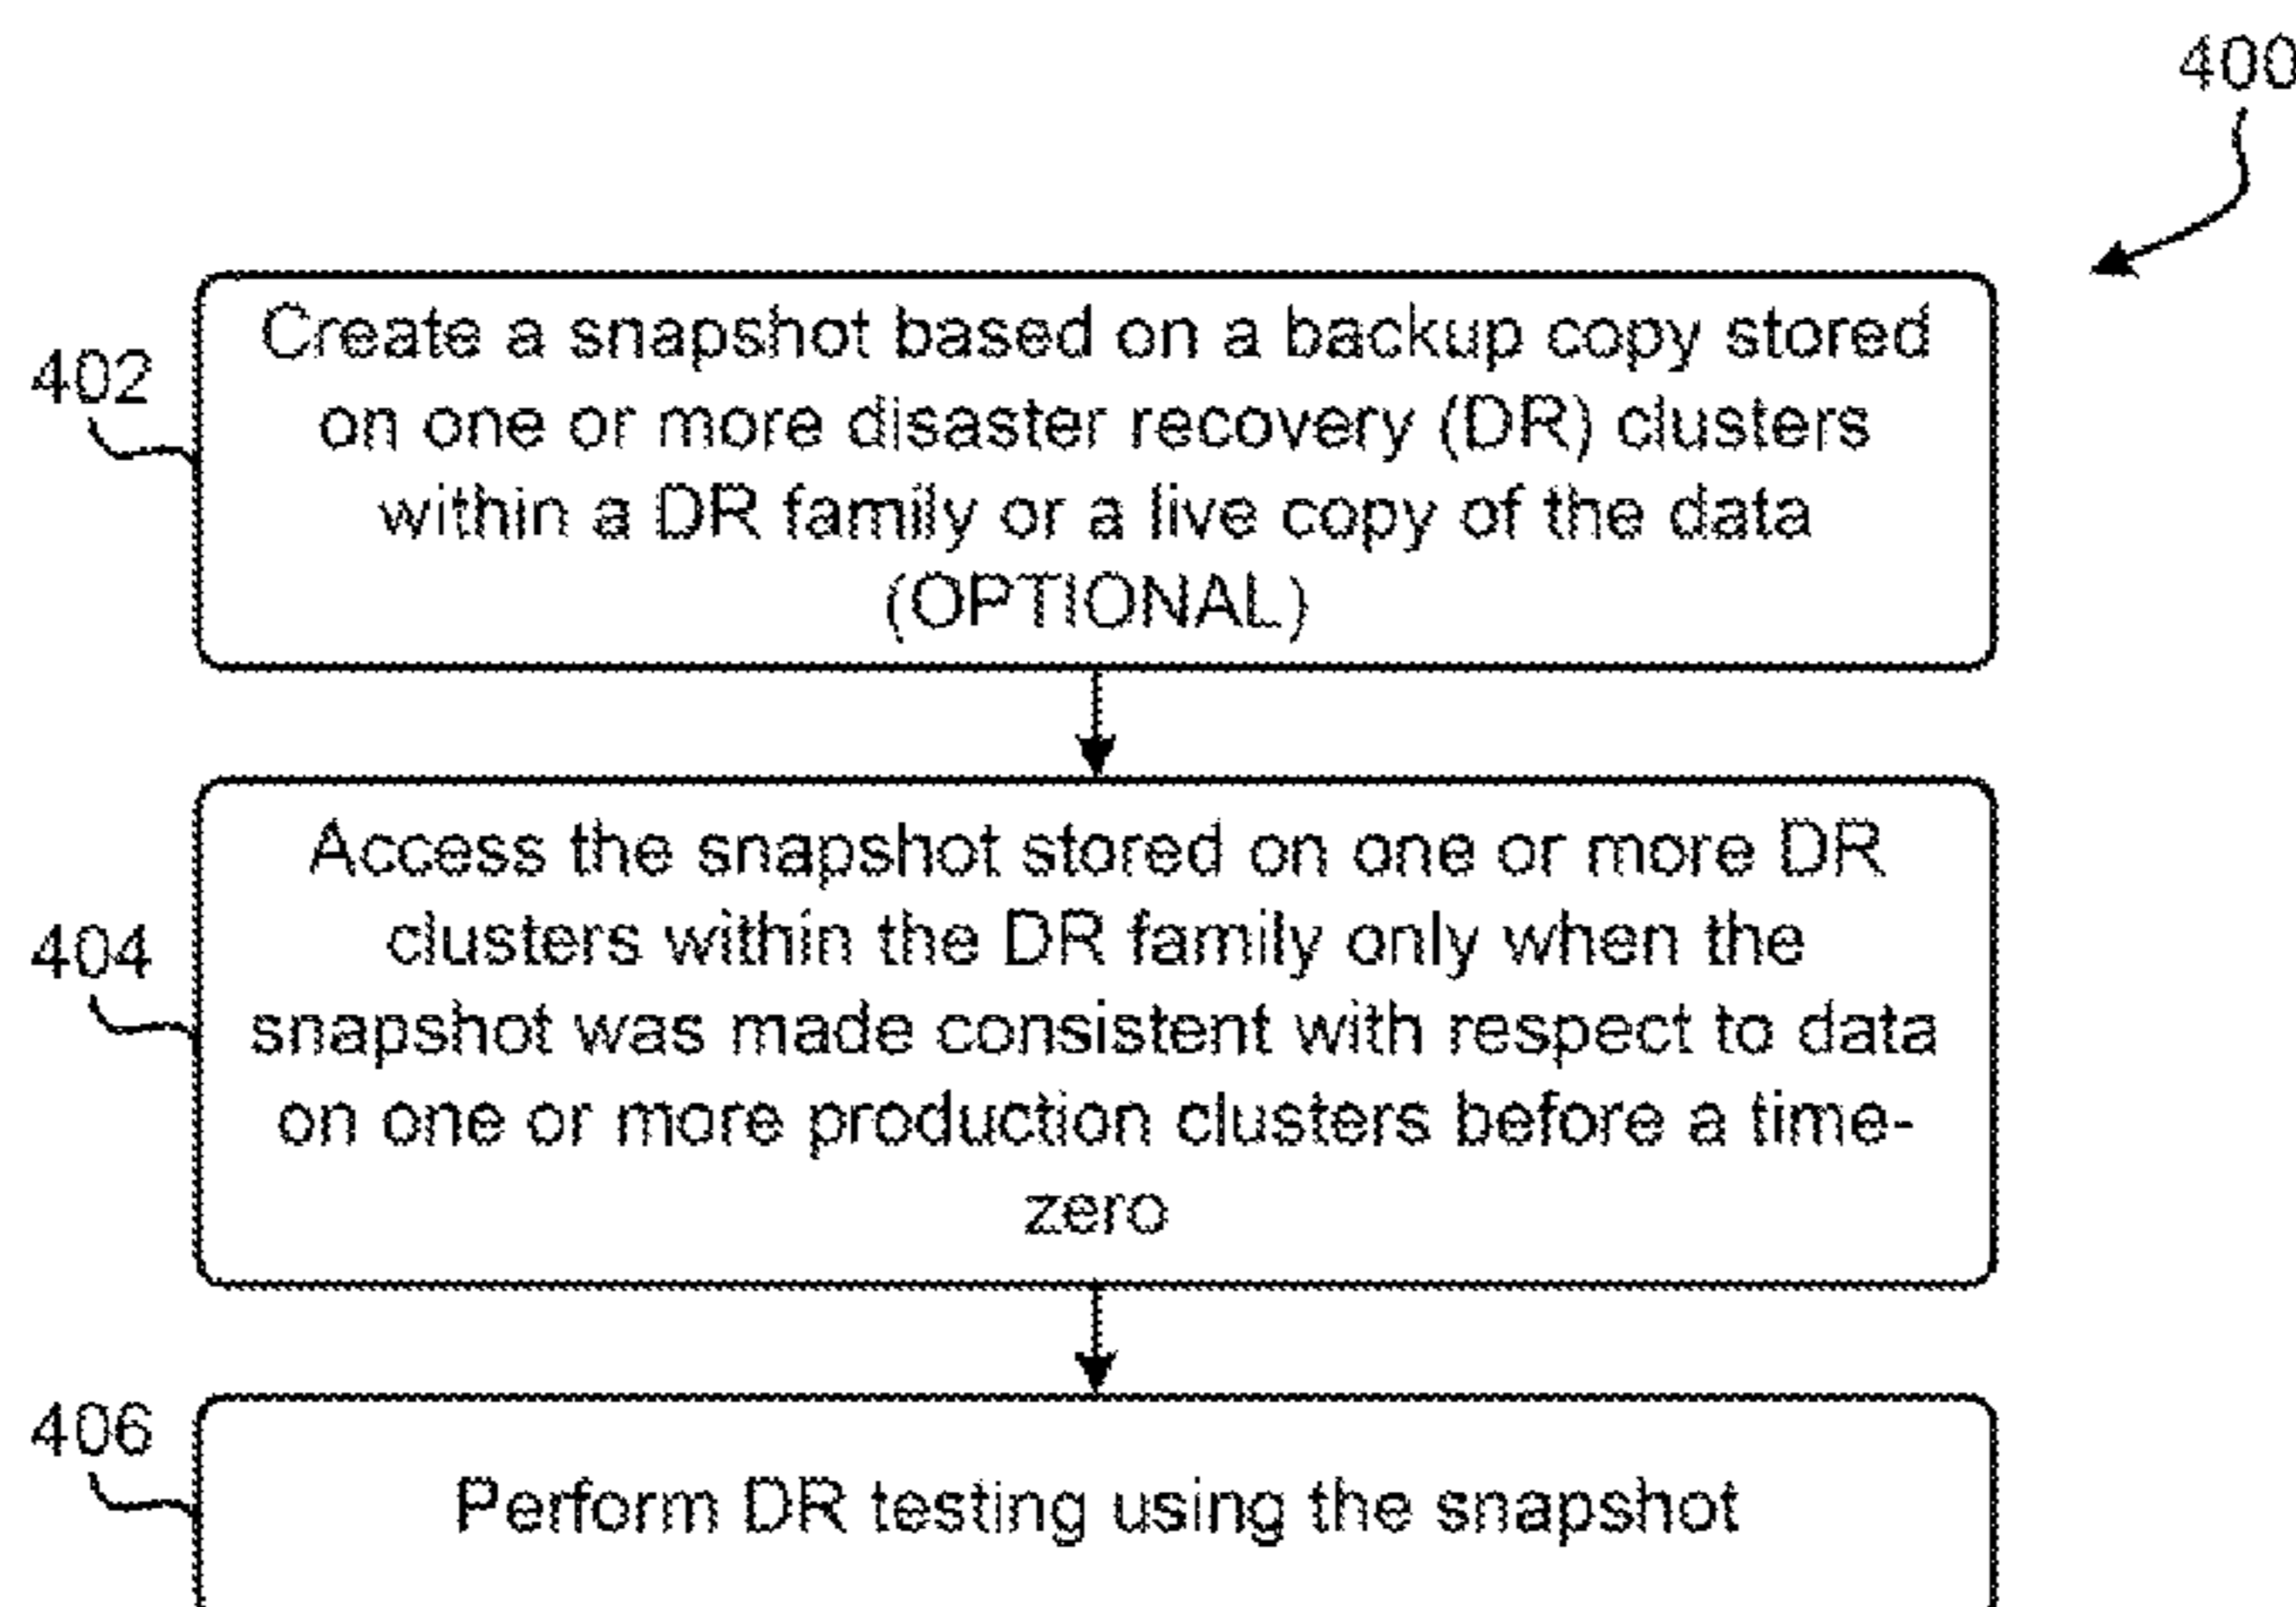 400
402
Create a snapshot based on a backup copy stored
on one or more disaster recovery (DR) clusters
within a DR family or a live copy of the data
(OPTIONAL)
404
Access the snapshot stored on one or more DR
clusters within the DR family only when the
snapshot was made consistent with respect to data
on one or more production clusters before a time-
zero
406
Perform DR testing using the snapshot